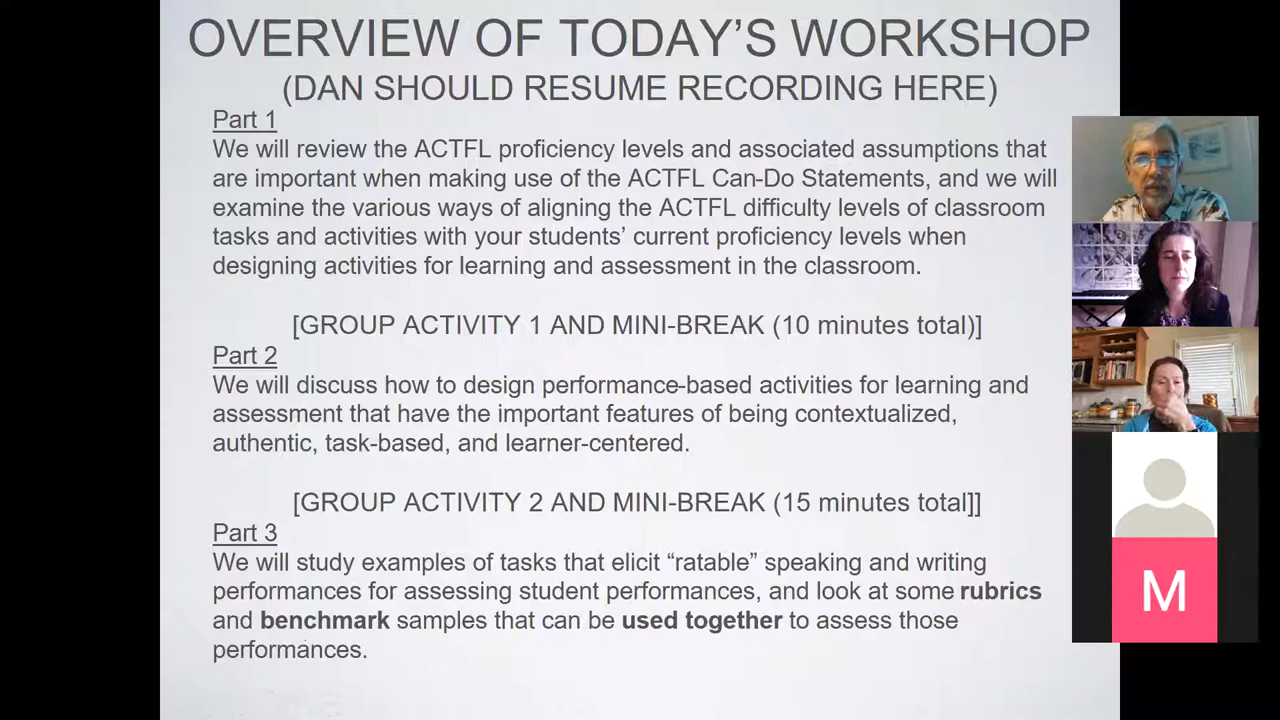 OVERVIEW OF TODAY’S WORKSHOP
(DAN SHOULD RESUME RECORDING HERE)
Part 1
We will review the ACTFL proficiency levels and associated assumptions that
are important when making use of the ACTFL Can-Do Statements, and we will
examine the various ways of aligning the ACTFL difficulty levels of classroom
tasks and activities with your students’ current proficiency levels when
designing activities for learning and assessment in the classroom.
[GROUP ACTIVITY 1 AND MINI-BREAK (10 minutes total)]
Part 2
We will discuss how to design performance-based activities for learning and
assessment that have the important features of being contextualized,
authentic, task-based, and learner-centered.
[GROUP ACTIVITY 2 AND MINI-BREAK (15 minutes total]]
Part 3
We will study examples of tasks that elicit “ratable” speaking and writing
performances for assessing student performances, and look at some rubrics
and benchmark samples that can be used together to assess those
performances.
M